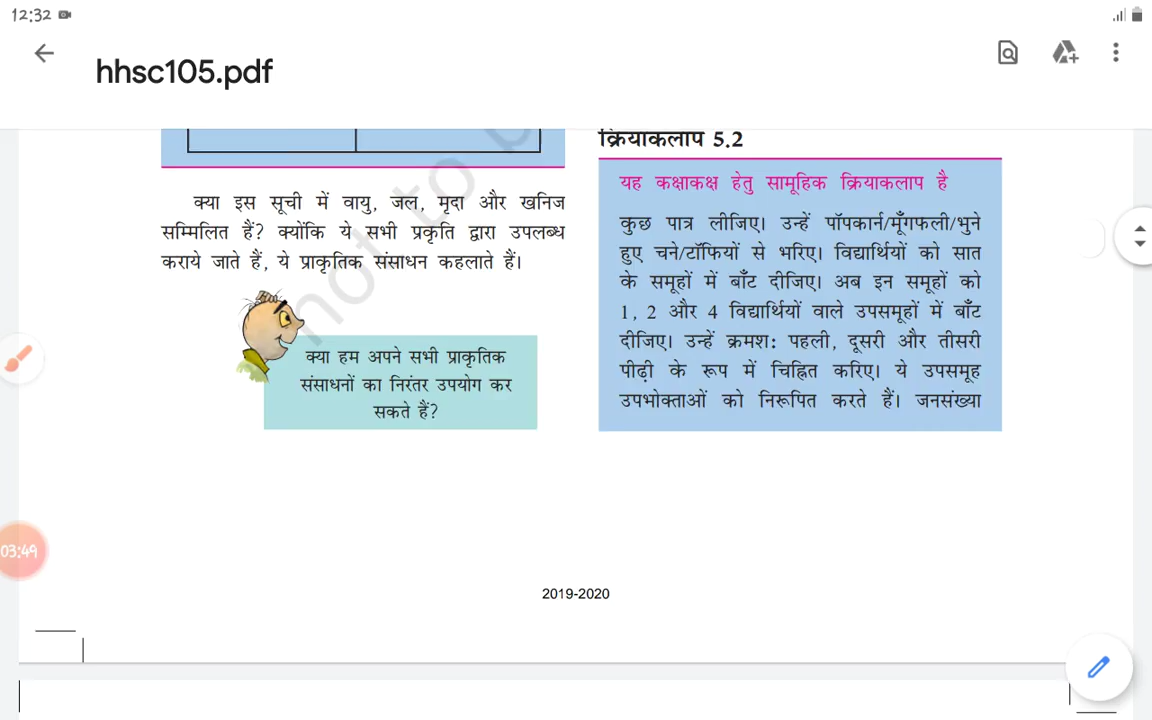 12:32
hhsc105.pdf
क्या इस सूची में वायु, जल, मृदा और खनिज
सम्मिलित हैं? क्योंकि ये सभी प्रकृति द्वारा उपलब्ध
कराये जाते हैं, ये प्राकृतिक संसाधन कहलाते हैं।
not to b
क्या हम अपने सभी प्राकृतिक
संसाधनों का निरंतर उपयोग कर
सकते हैं?
क्रियाकलाप 5.2
यह कक्षाकक्ष हेतु सामूहिक क्रियाकलाप है
कुछ पात्र लीजिए। उन्हें पॉपकार्न/मूँगफली/भुने
हुए चने/टॉफियों से भरिए। विद्यार्थियों को सात
के समूहों में बाँट दीजिए। अब इन समूहों को
1, 2 और 4 विद्यार्थियों वाले उपसमूहों में बाँट
दीजिए। उन्हें क्रमश: पहली, दूसरी और तीसरी
पीढ़ी के रूप में चिह्नित करिए। ये उपसमूह
उपभोक्ताओं को निरूपित करते हैं। जनसंख्या
03:49
2019-2020